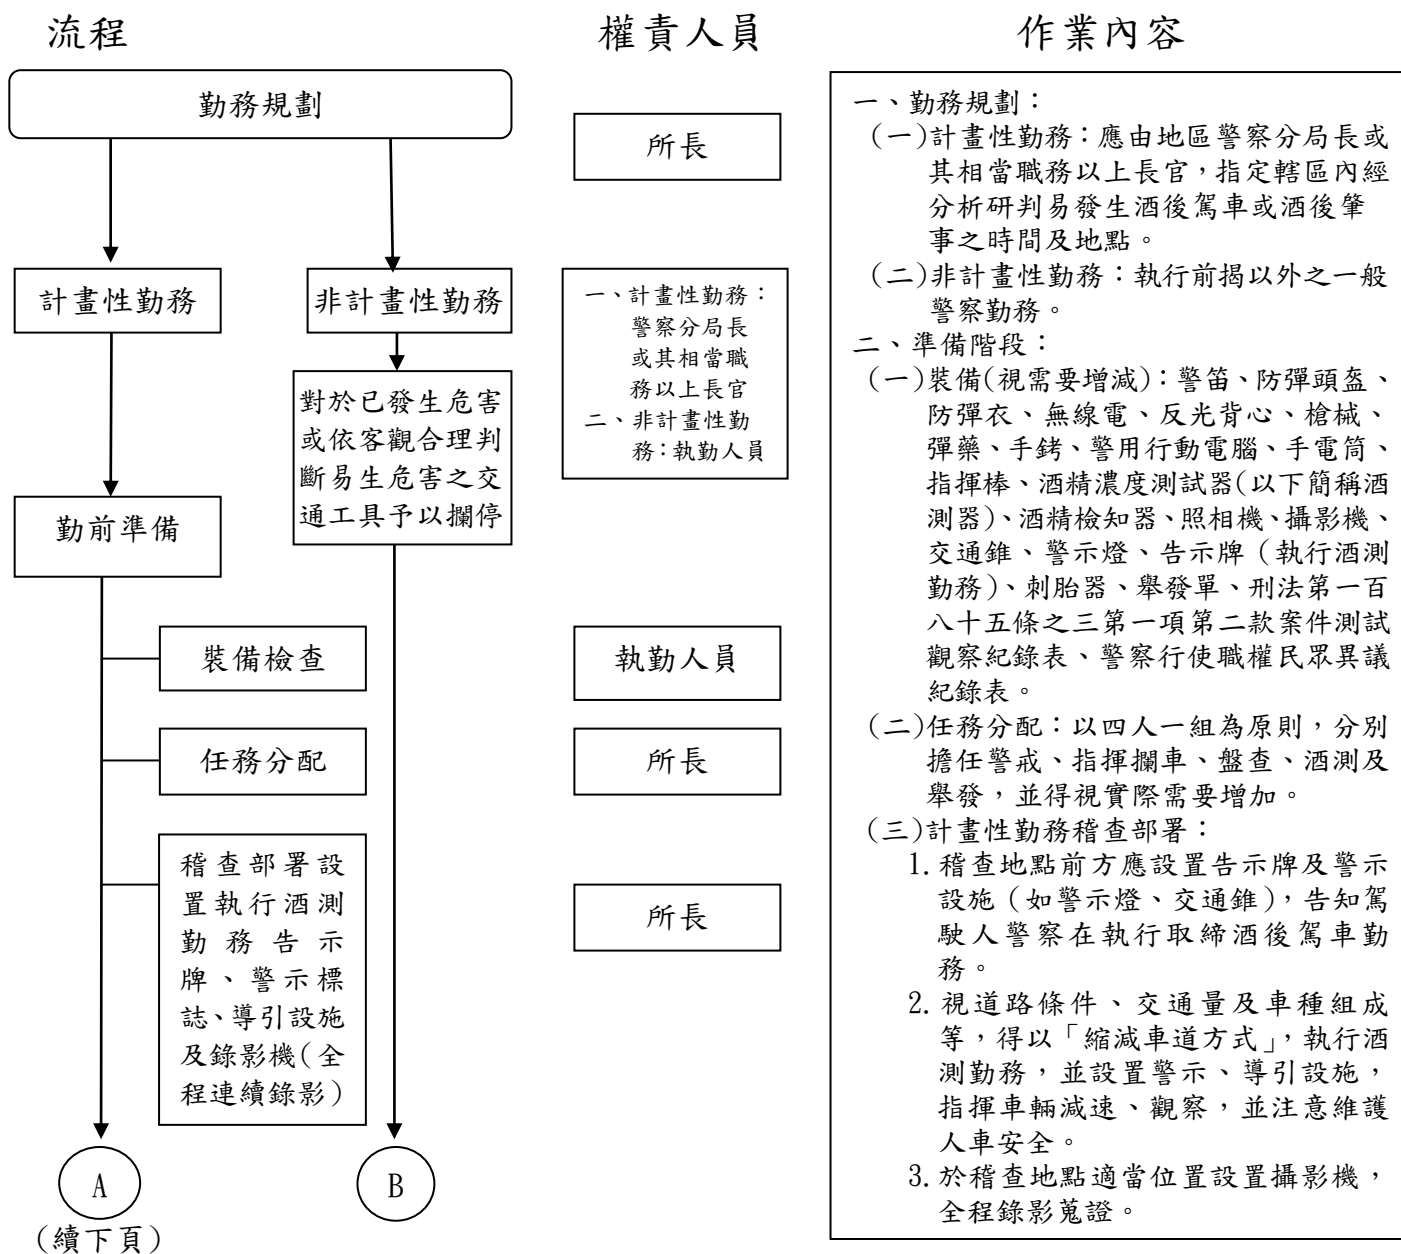 流程
權責人員
作業內容
勤務規劃
計畫性勤務
非計畫性勤務
對於已發生危害
或依客觀合理判
斷易生危害之交
通工具予以攔停
勤前準備
裝備檢查
任務分配
稽查部署設
置執行酒測
勤務告示
牌、警示標
誌、導引設施
及錄影機(全
程連續錄影)
A
(續下頁)
B
所長
一、計畫性勤務：
警察分局長
或其相當職
務以上長官
二、非計畫性勤
務：執勤人員
執勤人員
所長
所長
一、勤務規劃：
(一)計畫性勤務：應由地區警察分局長或
其相當職務以上長官，指定轄區內經
分析研判易發生酒後駕車或酒後肇
事之時間及地點。
(二)非計畫性勤務：執行前揭以外之一般
警察勤務。
二、準備階段：
(一)裝備(視需要增減)：警笛、防彈頭盔、
防彈衣、無線電、反光背心、槍械、
彈藥、手銬、警用行動電腦、手電筒、
指揮棒、酒精濃度測試器(以下簡稱酒
測器)、酒精檢知器、照相機、攝影機、
交通錐、警示燈、告示牌（執行酒測
勤務）、刺胎器、舉發單、刑法第一百
八十五條之三第一項第二款案件測試
觀察紀錄表、警察行使職權民眾異議
紀錄表。
(二)任務分配：以四人一組為原則，分別
擔任警戒、指揮攔車、盤查、酒測及
舉發，並得視實際需要增加。
(三)計畫性勤務稽查部署：
1. 稽查地點前方應設置告示牌及警示
設施（如警示燈、交通錐），告知駕
駛人警察在執行取締酒後駕車勤
務。
2. 視道路條件、交通量及車種組成
等，得以「縮減車道方式」，執行酒
測勤務，並設置警示、導引設施，
指揮車輛減速、觀察，並注意維護
人車安全。
3. 於稽查地點適當位置設置攝影機，
全程錄影蒐證。